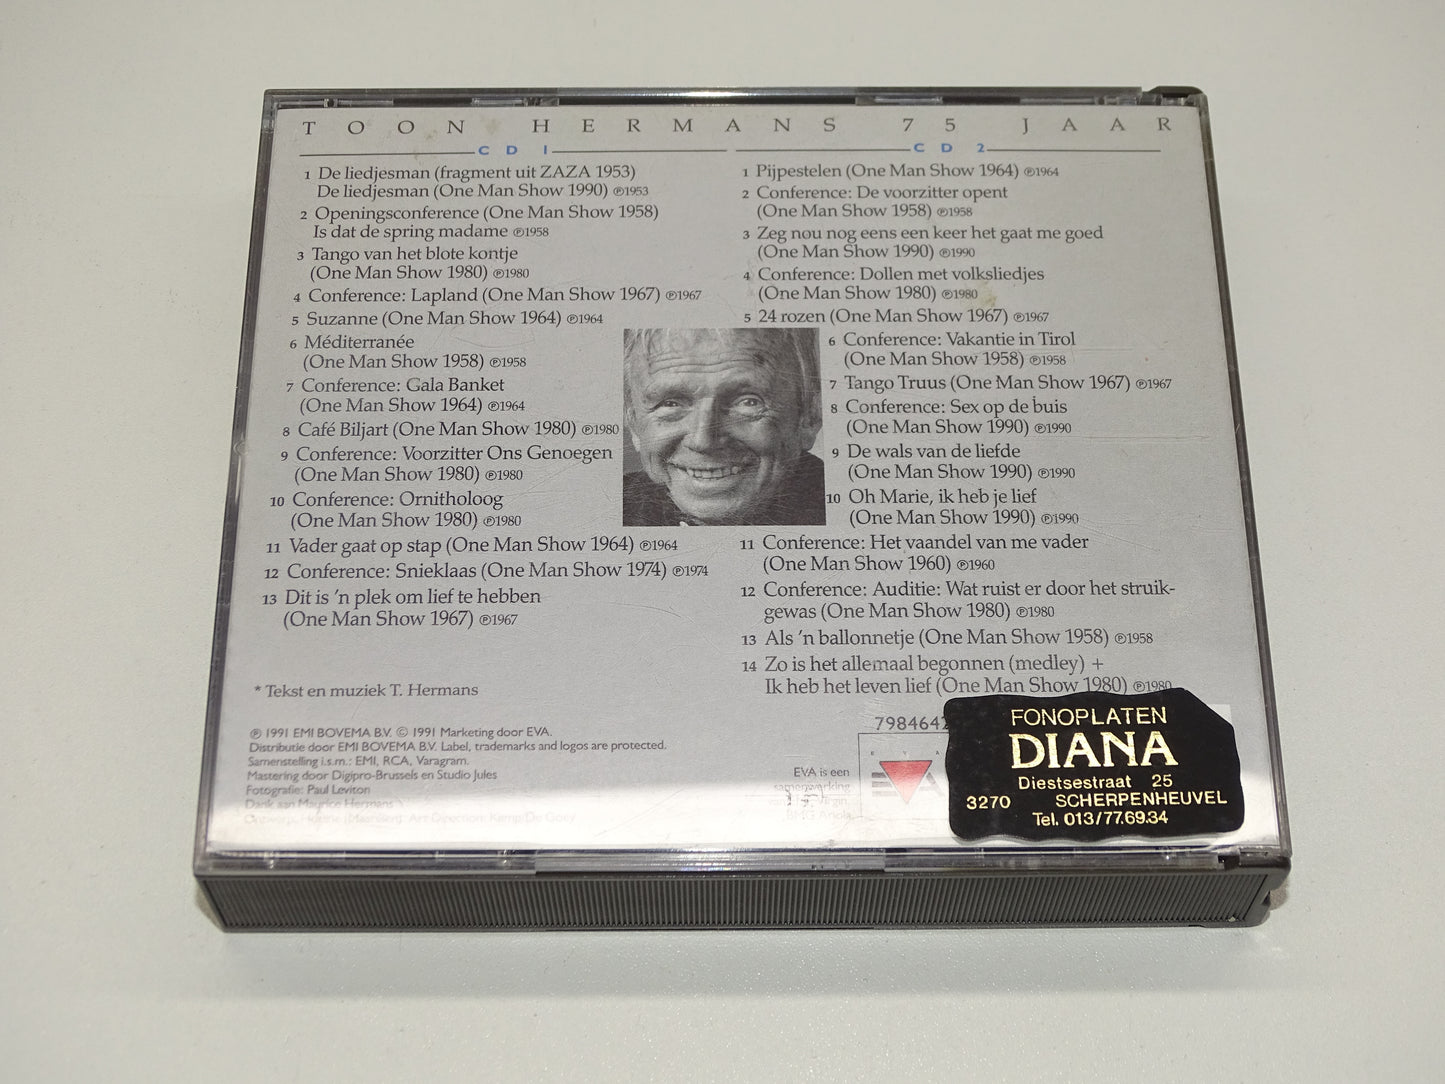 TOON HERMANS 75 JAAR
CD 1
1 De liedjesman (fragment uit ZAZA 1953)
De liedjesman (One Man Show 1990) ℗1953
2 Openingsconference (One Man Show 1958)
Is dat de spring madame ℗1958
3 Tango van het blote kontje
(One Man Show 1980) ℗1980
4 Conference: Lapland (One Man Show 1967) ℗1967
5 Suzanne (One Man Show 1964) ℗1964
6 Méditerranée
(One Man Show 1958) ℗1958
7 Conference: Gala Banket
(One Man Show 1964) ℗1964
8 Café Biljart (One Man Show 1980) ℗1980
9 Conference: Voorzitter Ons Genoegen
(One Man Show 1980) ℗1980
10 Conference: Ornitholoog
(One Man Show 1980) ℗1980
11 Vader gaat op stap (One Man Show 1964) ℗1964
12 Conference: Snieklaas (One Man Show 1974) ℗1974
13 Dit is 'n plek om lief te hebben
(One Man Show 1967) ℗1967
* Tekst en muziek T. Hermans
℗ 1991 EMI BOVEMA B.V. © 1991 Marketing door EVA.
Distributie door EMI BOVEMA B.V. Label, trademarks and logos are protected.
Samenstelling i.s.m.: EMI, RCA, Varagram.
Mastering door Digipro-Brussels en Studio Jules
Fotografie: Paul Leviton
Dank aan Maurice Hermans
Ontwerp: Art Direction: Kemp/De Gooy
CD 2
1 Pijpestelen (One Man Show 1964) ℗1964
2 Conference: De voorzitter opent
(One Man Show 1958) ℗1958
3 Zeg nou nog eens een keer het gaat me goed
(One Man Show 1990) ℗1990
4 Conference: Dollen met volksliedjes
(One Man Show 1980) ℗1980
5 24 rozen (One Man Show 1967) ℗1967
6 Conference: Vakantie in Tirol
(One Man Show 1958) ℗1958
7 Tango Truus (One Man Show 1967) ℗1967
8 Conference: Sex op de buis
(One Man Show 1990) ℗1990
9 De wals van de liefde
(One Man Show 1990) ℗1990
10 Oh Marie, ik heb je lief
(One Man Show 1990) ℗1990
11 Conference: Het vaandel van me vader
(One Man Show 1960) ℗1960
12 Conference: Auditie: Wat ruist er door het struik-
gewas (One Man Show 1980) ℗1980
13 Als 'n ballonnetje (One Man Show 1958) ℗1958
14 Zo is het allemaal begonnen (medley) +
Ik heb het leven lief (One Man Show 1980) ℗1980
798464
EVA
EVA is een
samenwerking
van Virgin,
BMG Ariola
FONOPLATEN
DIANA
Diestsestraat 25
3270 SCHERPENHEUVEL
Tel. 013/77.69.34